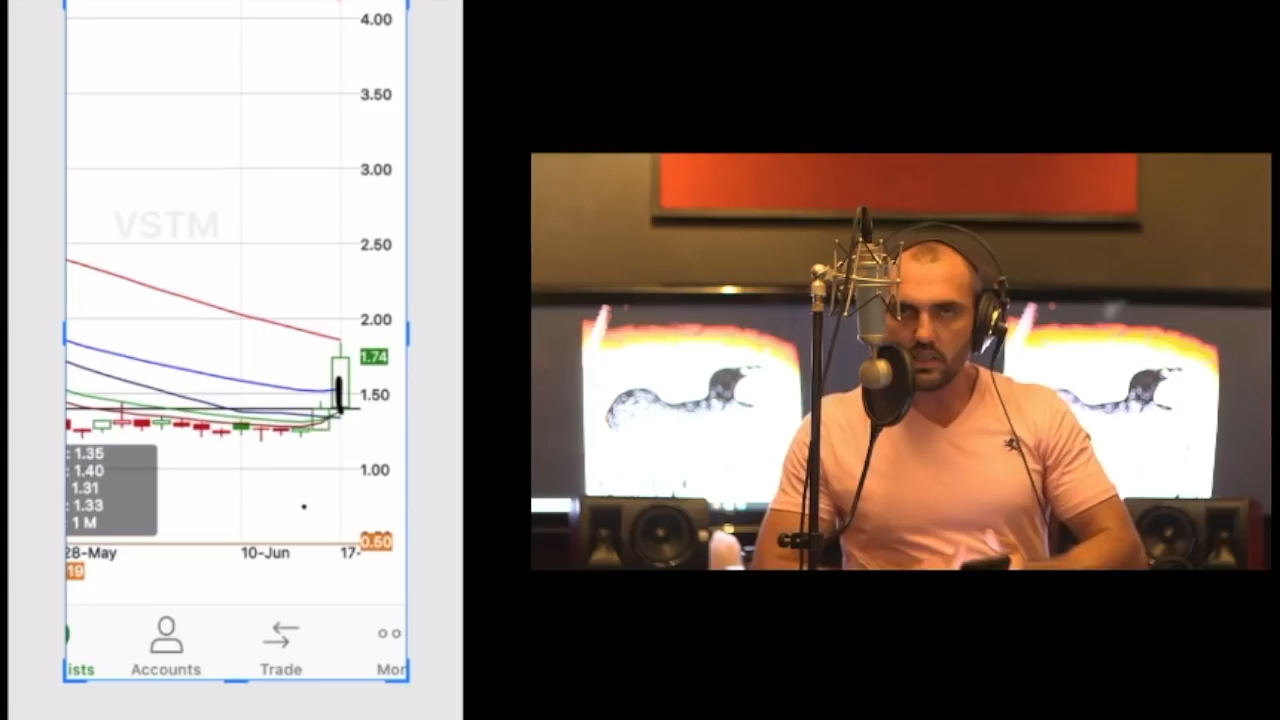 4.00
3.50
3.00
VSTM
2.50
2.00
1.74
1.50
: 1.35
: 1.40
1.31
: 1.33
: 1 M
1.00
0.50
28-May
10-Jun
17-
19
ists
Accounts
Trade
Mor